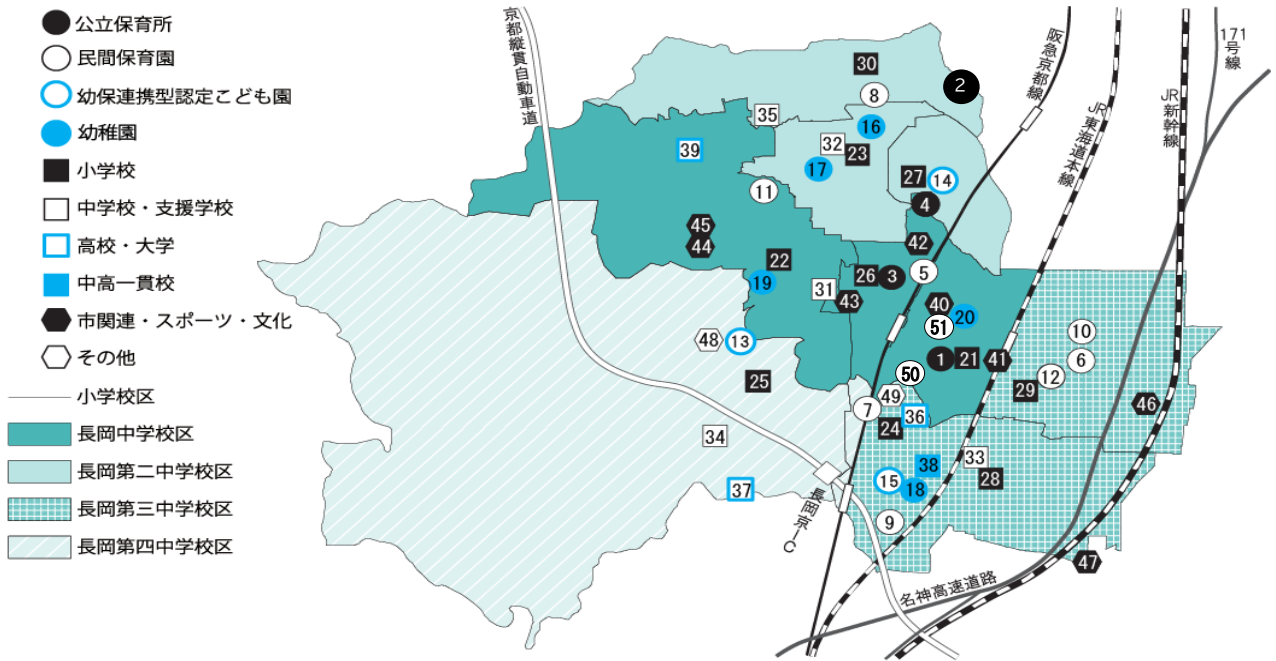 公立保育所
民間保育園
幼保連携型認定こども園
幼稚園
小学校
中学校・支援学校
高校・大学
中高一貫校
市関連・スポーツ・文化
その他
小学校区
長岡中学校区
長岡第二中学校区
長岡第三中学校区
長岡第四中学校区
京都縦貫自動車道
阪急京都線
JR東海道本線
JR新幹線
171号線
30
2
8
35
16
32
23
39
17
27
14
11
4
45
42
44
22
26
3
5
19
31
43
40
20
51
10
48
13
1
21
41
6
50
12
25
29
49
46
7
36
24
34
33
38
28
15
18
37
9
長岡京IC
47
名神高速道路